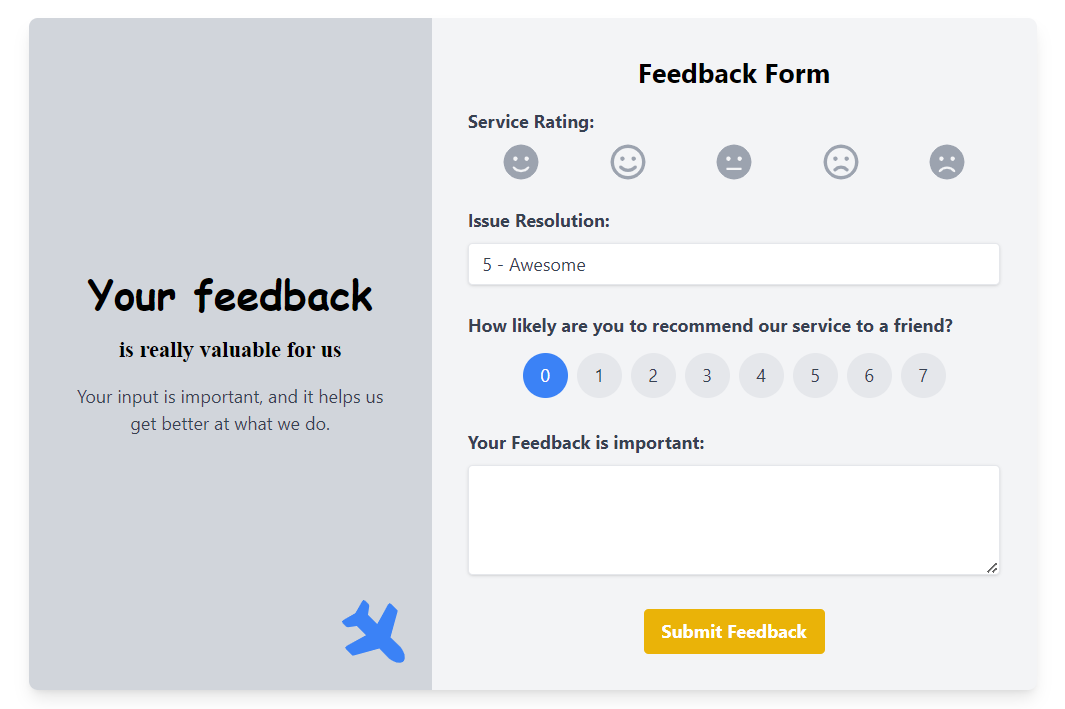 Your feedback
is really valuable for us
Your input is important, and it helps us
get better at what we do.
Feedback Form
Service Rating:
Issue Resolution:
5 - Awesome
How likely are you to recommend our service to a friend?
0 1 2 3 4 5 6 7
Your Feedback is important:
Submit Feedback